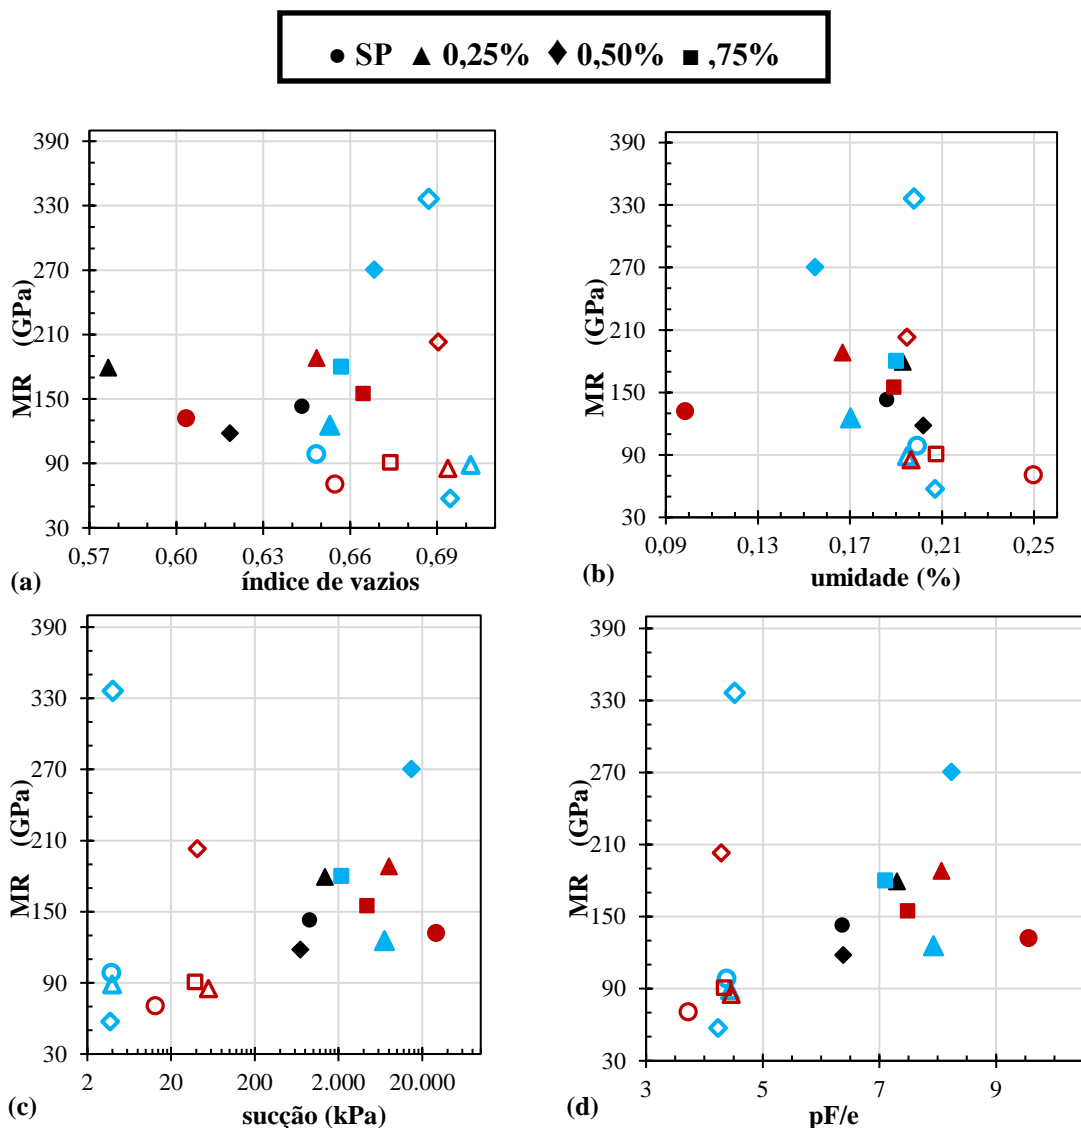 ● SP ▲ 0,25% ◆ 0,50% ■ ,75%
390
330
270
210
150
90
30
MR ((GPa)
0,57 0,60 0,63 0,66 0,69
(a) índice de vazios
390
330
270
210
150
90
30
MR ((GPa)
0,09 0,13 0,17 0,21 0,25
(b) umidade (%)
390
330
270
210
150
90
30
MR (GPa)
2 20 200 2.000 20.000
(c) sucção (kPa)
390
330
270
210
150
90
30
MR (GPa)
3 5 7 9
(d) pF/e